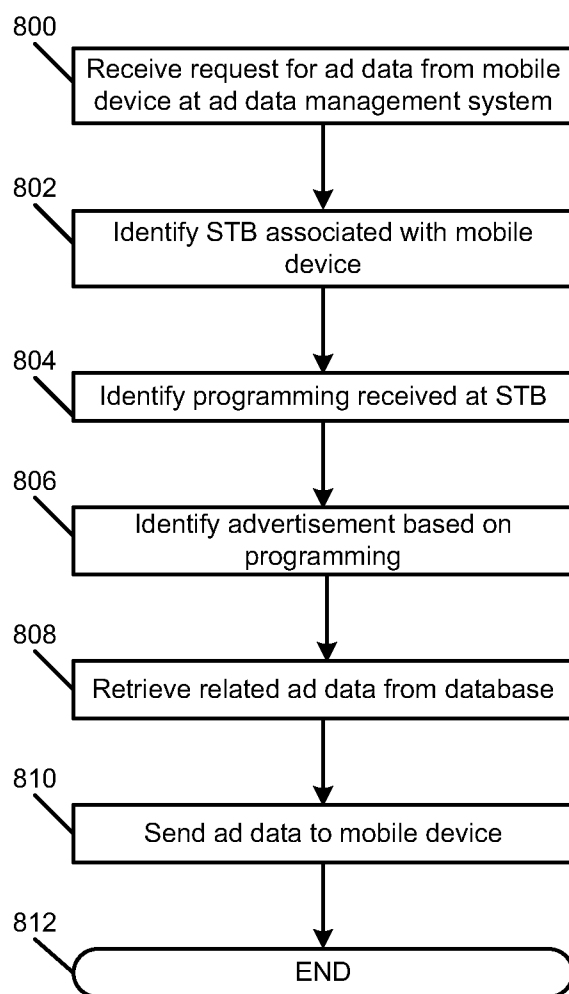 800
Receive request for ad data from mobile
device at ad data management system
802
Identify STB associated with mobile
device
804
Identify programming received at STB
806
Identify advertisement based on
programming
808
Retrieve related ad data from database
810
Send ad data to mobile device
812
END